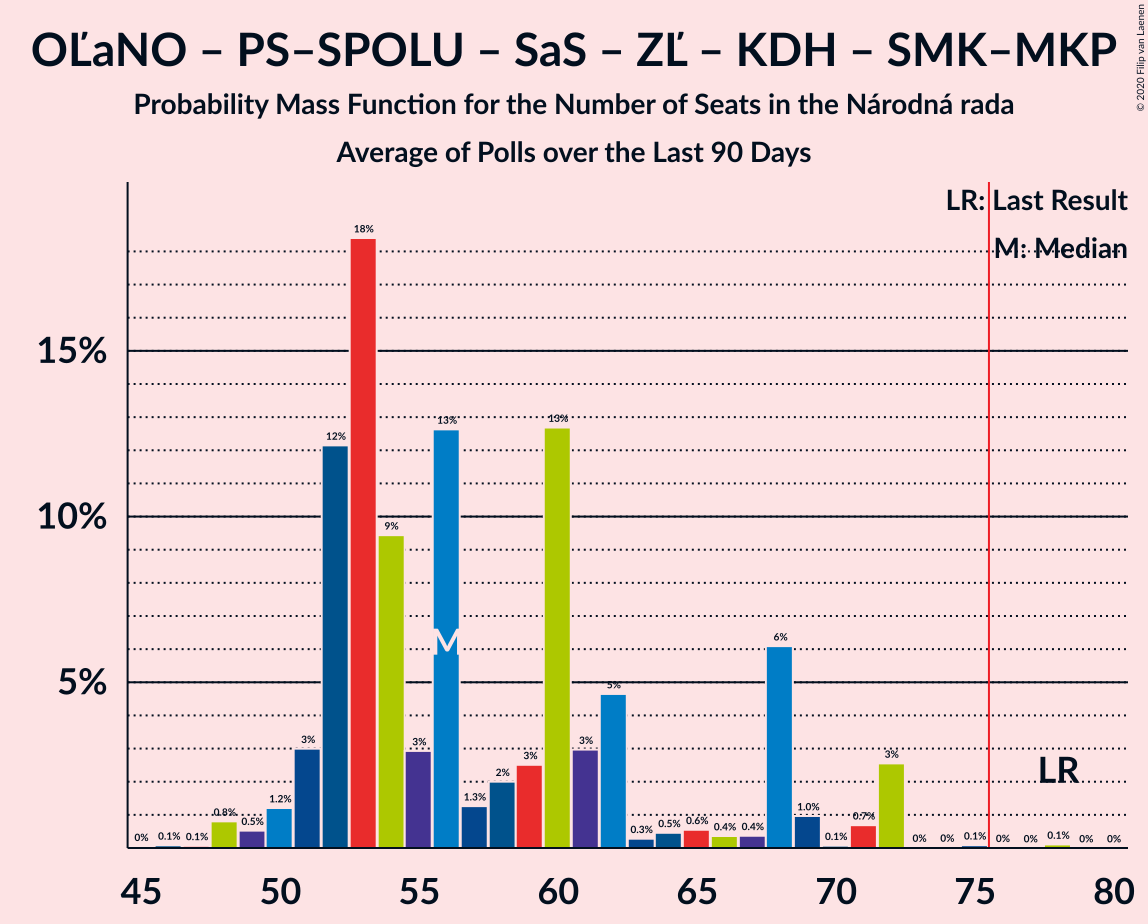 OĽaNO – PS–SPOLU – SaS – ZĽ – KDH – SMK–MKP
Probability Mass Function for the Number of Seats in the Národná rada
Average of Polls over the Last 90 Days
© 2020 Filip van Laenen
LR: Last Result
M: Median
15%
10%
5%
0% 0.1% 0.1% 0.8% 0.5% 1.2% 3% 12% 18% 9% 3% 13% 1.3% 2% 3% 13% 3% 5% 0.3% 0.5% 0.6% 0.4% 0.4% 6% 1.0% 0.1% 0.7% 3% 0% 0% 0.1% 0% 0% 0.1% 0% 0%
M
LR
45 50 55 60 65 70 75 80